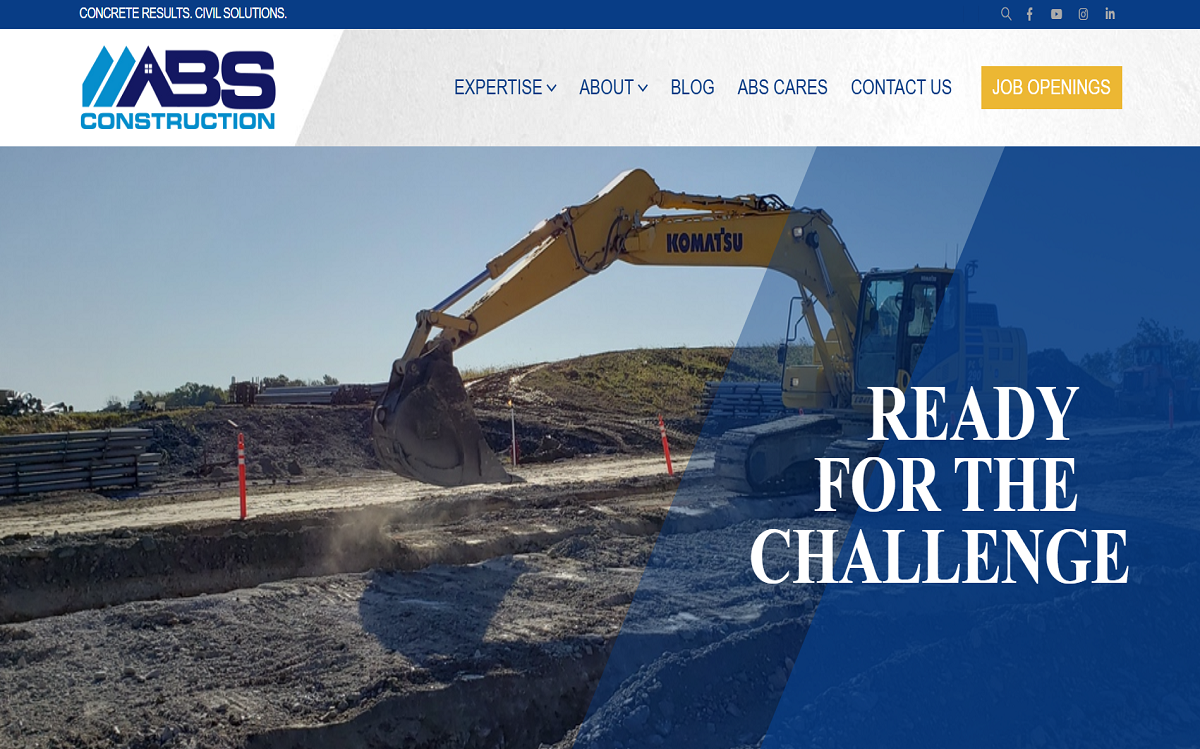 CONCRETE RESULTS. CIVIL SOLUTIONS.
ABS
CONSTRUCTION
EXPERTISE ABOUT BLOG ABS CARES CONTACT US JOB OPENINGS
KOMATSU
READY
FOR THE
CHALLENGE